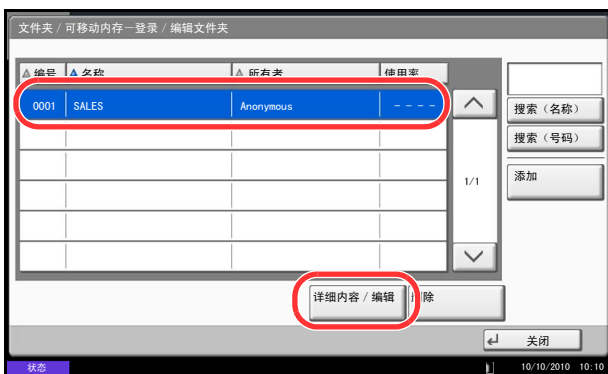 文件夹 / 可移动内存－登录 / 编辑文件夹
编号 名称 所有者 使用率
0001 SALES Anonymous - - - -
搜索（名称）
搜索（号码）
1/1
添加
详细内容 / 编辑 删除
关闭
状态 10/10/2010 10:10